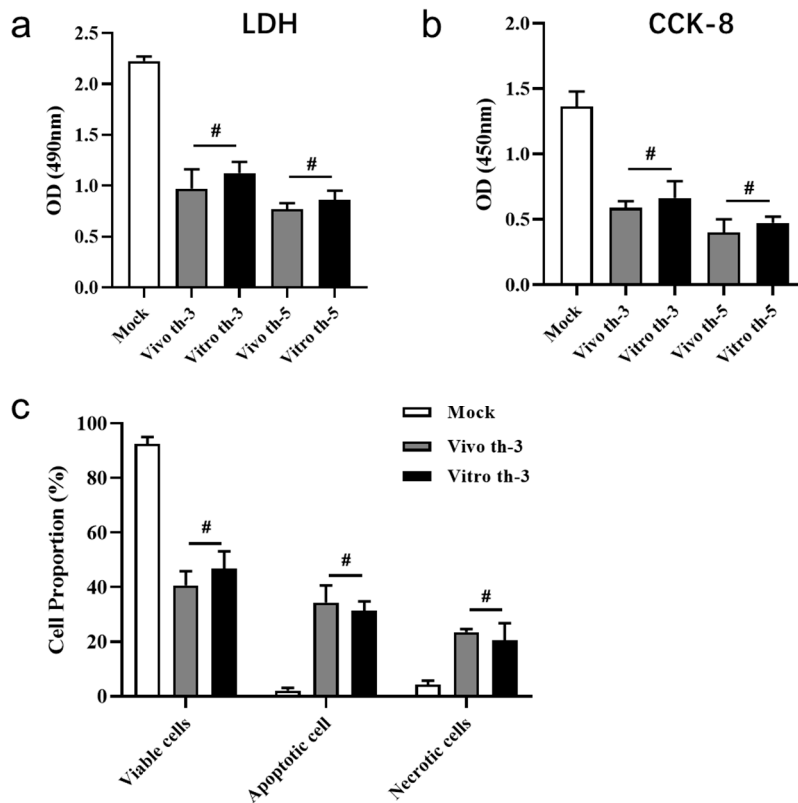 a
LDH
OD (490nm)
2.5
2.0
1.5
1.0
0.5
0.0
#
#
Mock
Vivo th-3
Vitro th-3
Vivo th-5
Vitro th-5
b
CCK-8
OD (450nm)
2.0
1.5
1.0
0.5
0.0
#
#
Mock
Vivo th-3
Vitro th-3
Vivo th-5
Vitro th-5
c
Cell Proportion (%)
100
80
60
40
20
0
#
#
#
Mock
Vivo th-3
Vitro th-3
Viable cells
Apoptotic cell
Necrotic cells